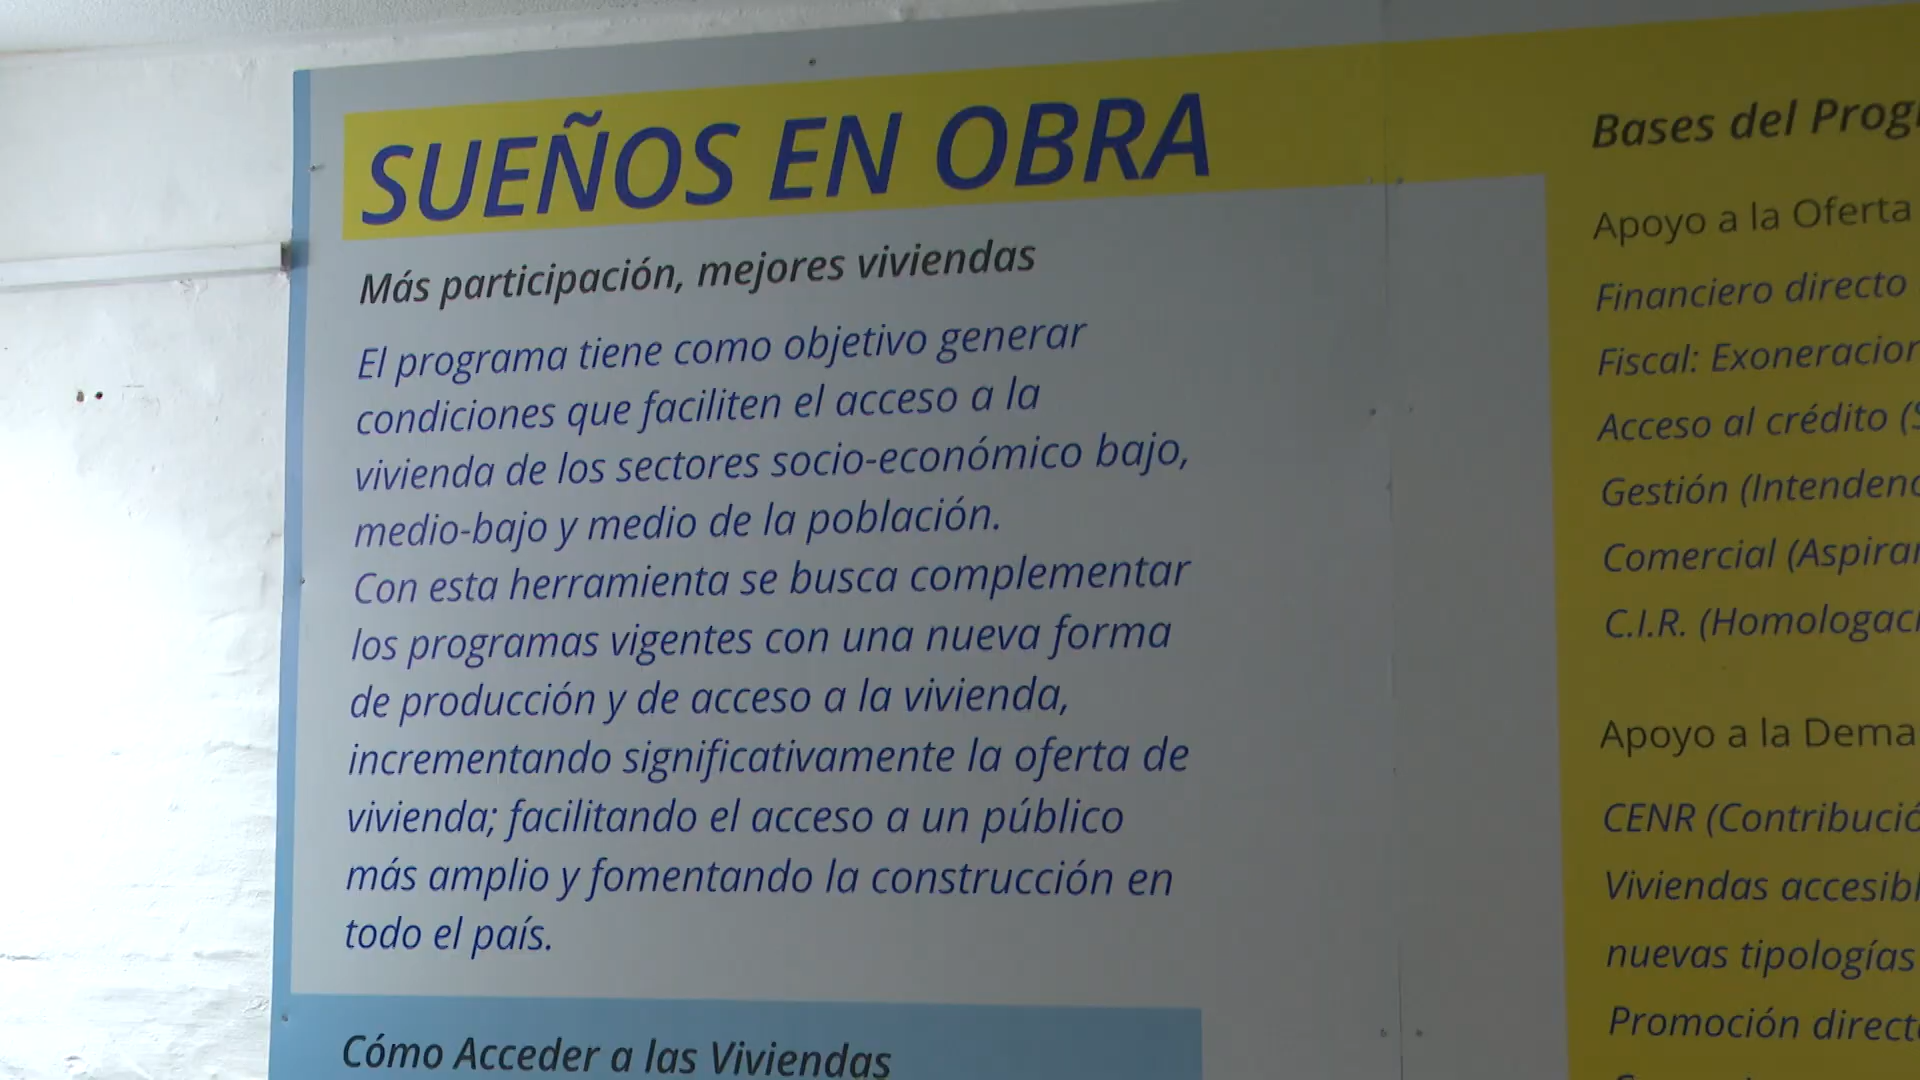 SUEÑOS EN OBRA
Más participación, mejores viviendas
El programa tiene como objetivo generar
condiciones que faciliten el acceso a la
vivienda de los sectores socio-económico bajo,
medio-bajo y medio de la población.
Con esta herramienta se busca complementar
los programas vigentes con una nueva forma
de producción y de acceso a la vivienda,
incrementando significativamente la oferta de
vivienda; facilitando el acceso a un público
más amplio y fomentando la construcción en
todo el país.
Cómo Acceder a las Viviendas
Bases del
Apoyo a la Oferta
Financiero directo
Fiscal:
Acceso al crédito
Gestión
Comercial
C.I.R.
Apoyo a la
CENR
Viviendas
nuevas tipologías
Promoción